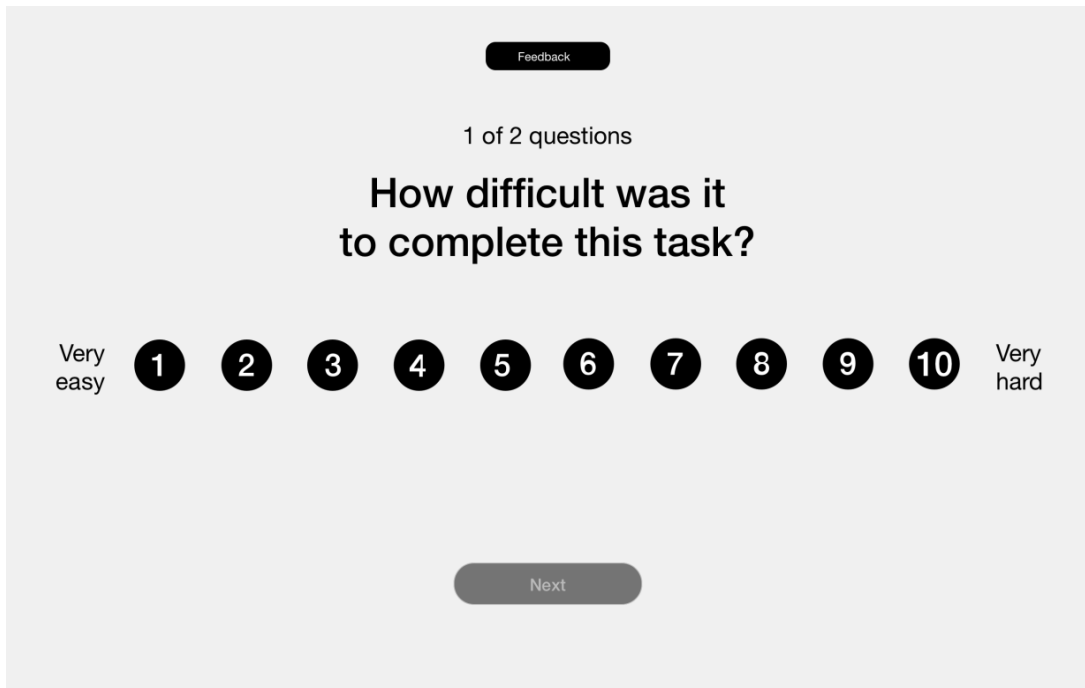 Feedback
1 of 2 questions
How difficult was it
to complete this task?
Very
easy
1 2 3 4 5 6 7 8 9 10
Very
hard
Next